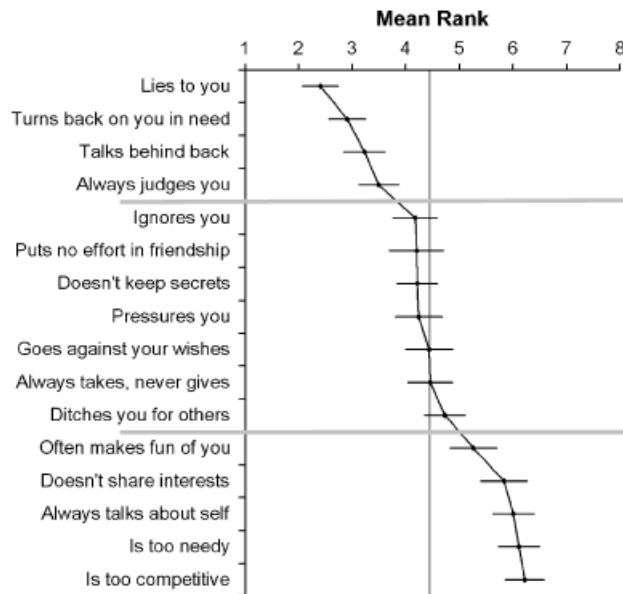 Mean Rank
1 2 3 4 5 6 7 8
Lies to you
Turns back on you in need
Talks behind back
Always judges you
Ignores you
Puts no effort in friendship
Doesn't keep secrets
Pressures you
Goes against your wishes
Always takes, never gives
Ditches you for others
Often makes fun of you
Doesn't share interests
Always talks about self
Is too needy
Is too competitive